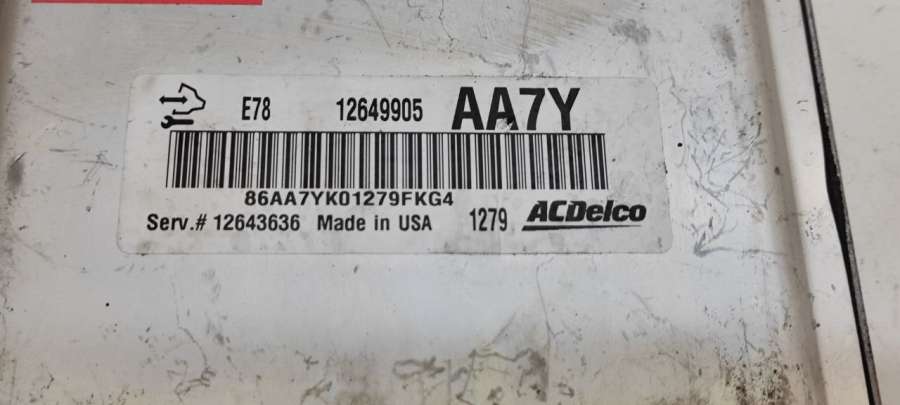 E78 12649905 AA7Y
86AA7YK01279FKG4
Serv.# 12643636 Made in USA 1279 ACDelco